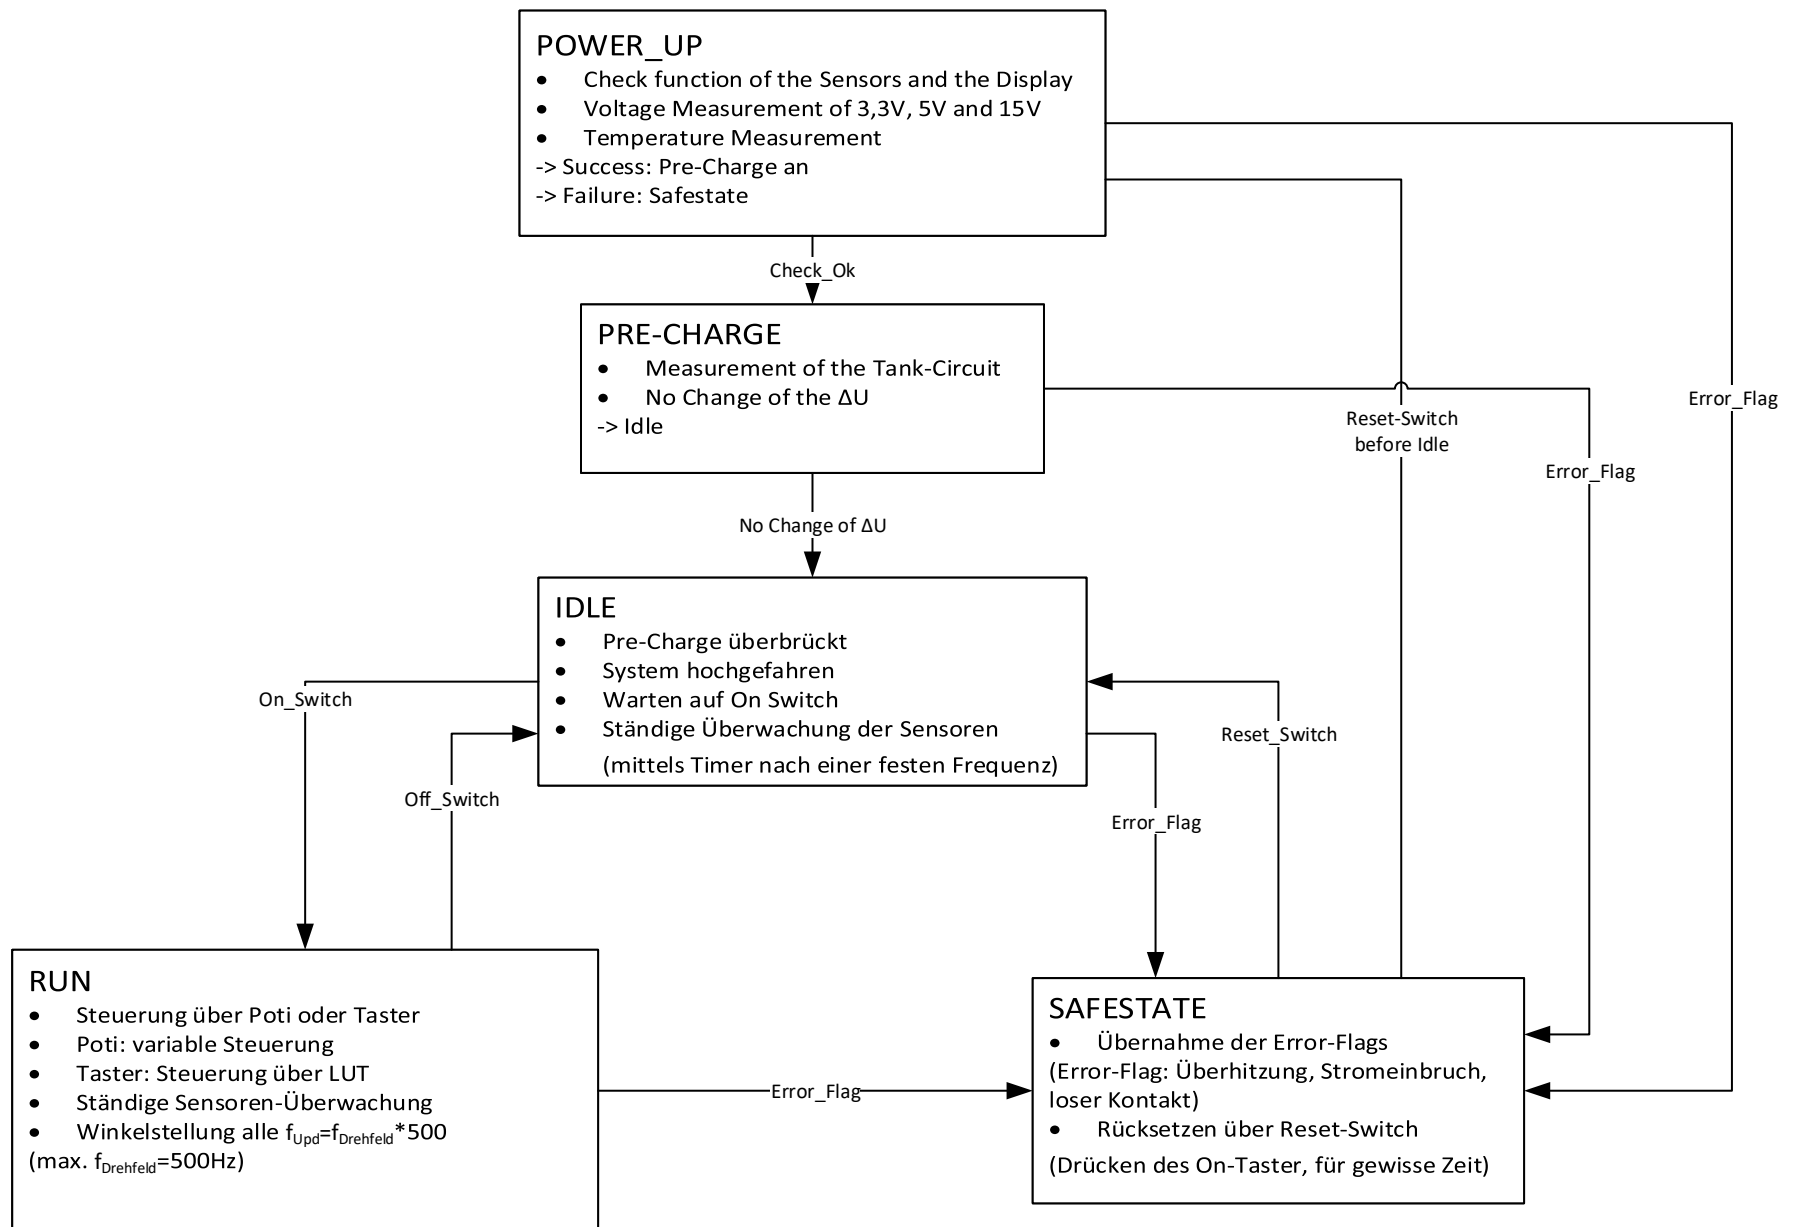 POWER_UP
• Check function of the Sensors and the Display
• Voltage Measurement of 3,3V, 5V and 15V
• Temperature Measurement
-> Success: Pre-Charge an
-> Failure: Safestate
Check_Ok
PRE-CHARGE
• Measurement of the Tank-Circuit
• No Change of the ΔU
-> Idle
Reset-Switch
before Idle
Error_Flag
Error_Flag
No Change of ΔU
IDLE
• Pre-Charge überbrückt
• System hochgefahren
• Warten auf On Switch
• Ständige Überwachung der Sensoren
(mittels Timer nach einer festen Frequenz)
On_Switch
Off_Switch
Reset_Switch
Error_Flag
RUN
• Steuerung über Poti oder Taster
• Poti: variable Steuerung
• Taster: Steuerung über LUT
• Ständige Sensoren-Überwachung
• Winkelstellung alle fUpd=fDrehfeld*500
(max. fDrehfeld=500Hz)
Error_Flag
SAFESTATE
• Übernahme der Error-Flags
(Error-Flag: Überhitzung, Stromeinbruch,
loser Kontakt)
• Rücksetzen über Reset-Switch
(Drücken des On-Taster, für gewisse Zeit)